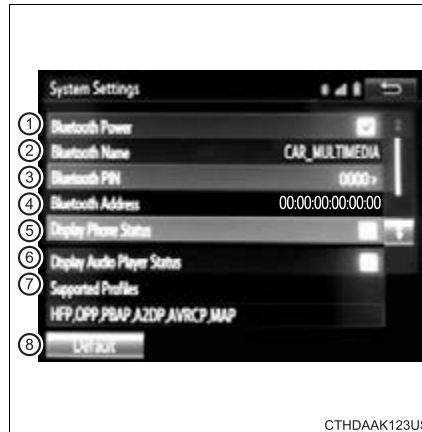 System Settings
① Bluetooth Power
② Bluetooth Name CAR_MULTIMEDIA
③ Bluetooth PIN 0000 >
④ Bluetooth Address 00:00:00:00:00:00
⑤ Display Phone Status
⑥ Display Audio Player Status
⑦ Supported Profiles
HFP,OPP,PBAP,A2DP,AVRCP,MAP
⑧ Default
CTHDAAK123US